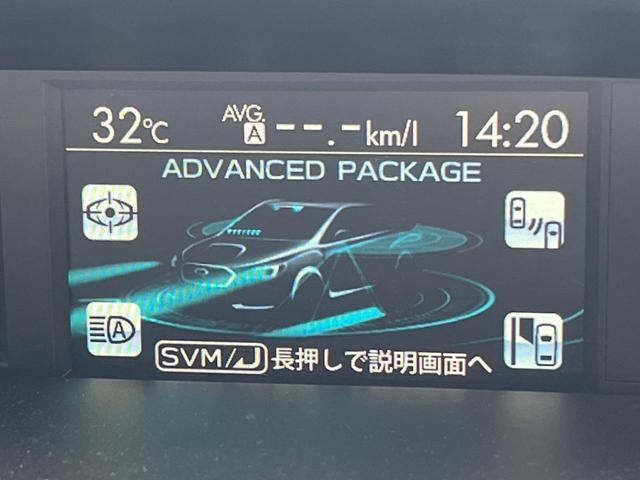 32℃ AVG. A --.-km/l 14:20
ADVANCED PACKAGE
A
SVM/⤶ 長押しで説明画面へ